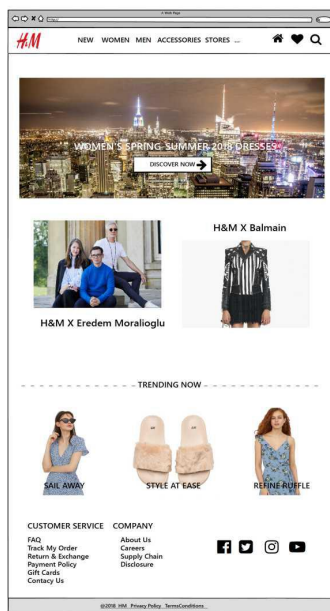 A Web Page
H&M
NEW WOMEN MEN ACCESSORIES STORES ...
WOMEN'S SPRING-SUMMER 2018 DRESSES
DISCOVER NOW
H&M X Balmain
H&M X Eredem Moralioglu
TRENDING NOW
SAIL AWAY
STYLE AT EASE
REFINE RUFFLE
CUSTOMER SERVICE
FAQ
Track My Order
Return & Exchange
Payment Policy
Gift Cards
Contacy Us
COMPANY
About Us
Careers
Supply Chain
Disclosure
@2018 HM Privacy Policy TermsConditions